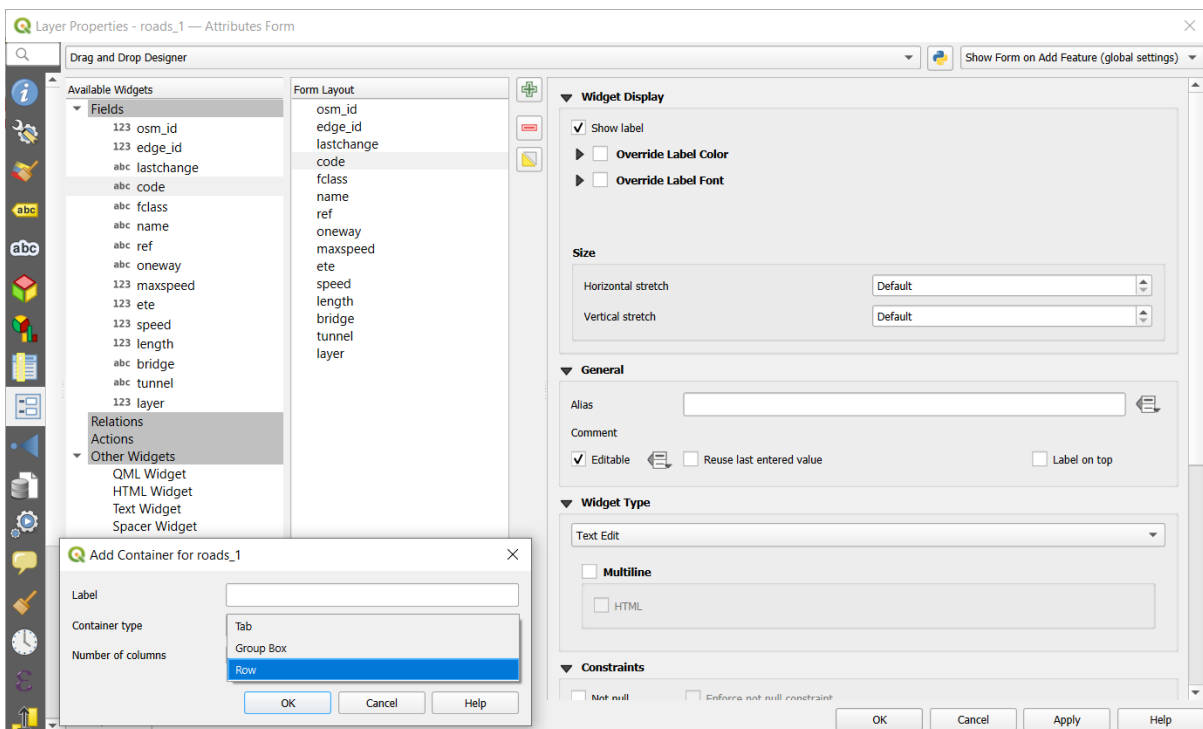 Layer Properties - roads_1 — Attributes Form
Drag and Drop Designer
Show Form on Add Feature (global settings)
abc
abc
Available Widgets
Fields
123 osm_id
123 edge_id
abc lastchange
abc code
abc fclass
abc name
abc ref
abc oneway
123 maxspeed
123 ete
123 speed
123 length
abc bridge
abc tunnel
123 layer
Relations
Actions
Other Widgets
QML Widget
HTML Widget
Text Widget
Spacer Widget
Form Layout
osm_id
edge_id
lastchange
code
fclass
name
ref
oneway
maxspeed
ete
speed
length
bridge
tunnel
layer
Widget Display
Show label
Override Label Color
Override Label Font
Size
Horizontal stretch Default
Vertical stretch Default
General
Alias
Comment
Editable Reuse last entered value Label on top
Widget Type
Text Edit
Multiline
HTML
Constraints
Not null Enforce not null constraint
OK Cancel Apply Help
Add Container for roads_1
Label
Container type
Number of columns
Tab
Group Box
Row
OK Cancel Help